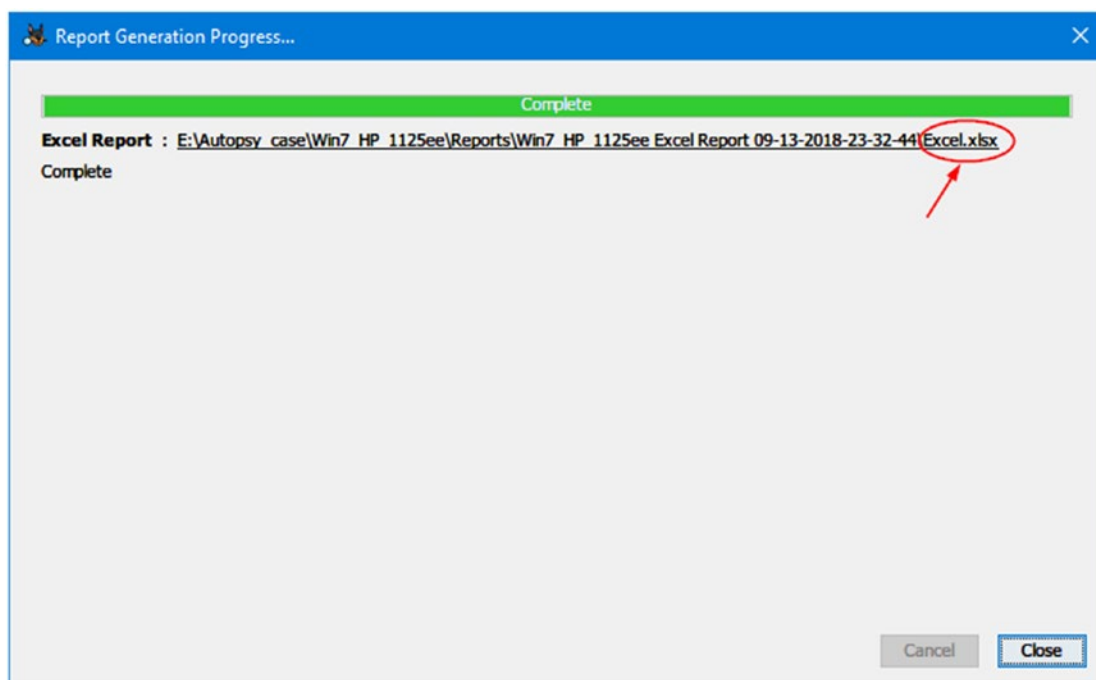 Report Generation Progress...
Complete
Excel Report : E:\Autopsy_case\Win7_HP_1125ee\Reports\Win7_HP_1125ee Excel Report 09-13-2018-23-32-44\Excel.xlsx
Complete
Cancel Close